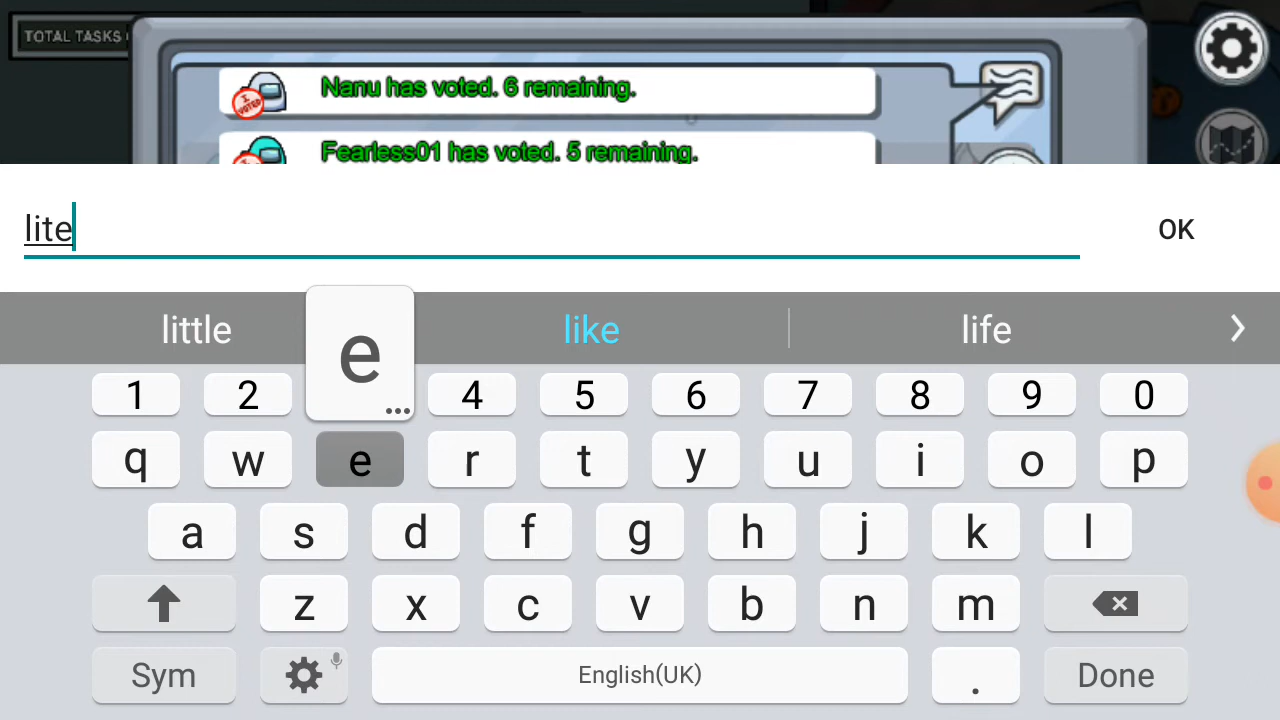 TOTAL TASKS
Nanu has voted. 6 remaining.
Fearless01 has voted. 5 remaining.
lite
OK
little like life
e
1 2 4 5 6 7 8 9 0
q w e r t y u i o p
a s d f g h j k l
z x c v b n m
Sym English(UK) . Done